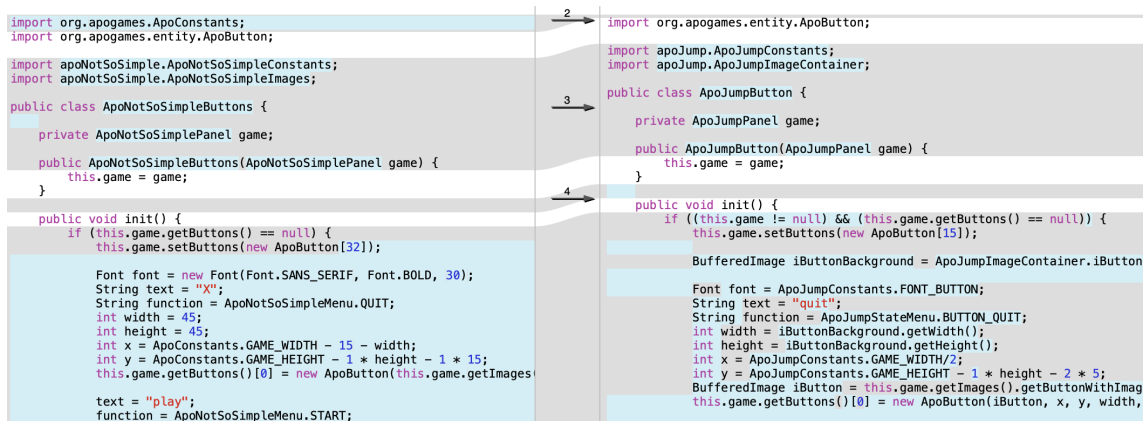 import org.apogames.ApoConstants;
import org.apogames.entity.ApoButton;

import apoNotSoSimple.ApoNotSoSimpleConstants;
import apoNotSoSimple.ApoNotSoSimpleImages;

public class ApoNotSoSimpleButtons {

    private ApoNotSoSimplePanel game;

    public ApoNotSoSimpleButtons(ApoNotSoSimplePanel game) {
        this.game = game;
    }

    public void init() {
        if (this.game.getButtons() == null) {
            this.game.setButtons(new ApoButton[32]);

            Font font = new Font(Font.SANS_SERIF, Font.BOLD, 30);
            String text = "X";
            String function = ApoNotSoSimpleMenu.QUIT;
            int width = 45;
            int height = 45;
            int x = ApoConstants.GAME_WIDTH - 15 - width;
            int y = ApoConstants.GAME_HEIGHT - 1 * height - 1 * 15;
            this.game.getButtons()[0] = new ApoButton(this.game.getImages(

            text = "play";
            function = ApoNotSoSimpleMenu.START;
2
3
4
import org.apogames.entity.ApoButton;

import apoJump.ApoJumpConstants;
import apoJump.ApoJumpImageContainer;

public class ApoJumpButton {

    private ApoJumpPanel game;

    public ApoJumpButton(ApoJumpPanel game) {
        this.game = game;
    }

    public void init() {
        if ((this.game != null) && (this.game.getButtons() == null)) {
            this.game.setButtons(new ApoButton[15]);

            BufferedImage iButtonBackground = ApoJumpImageContainer.iButton

            Font font = ApoJumpConstants.FONT_BUTTON;
            String text = "quit";
            String function = ApoJumpStateMenu.BUTTON_QUIT;
            int width = iButtonBackground.getWidth();
            int height = iButtonBackground.getHeight();
            int x = ApoJumpConstants.GAME_WIDTH/2;
            int y = ApoJumpConstants.GAME_HEIGHT - 1 * height - 2 * 5;
            BufferedImage iButton = this.game.getImages().getButtonWithImag
            this.game.getButtons()[0] = new ApoButton(iButton, x, y, width,